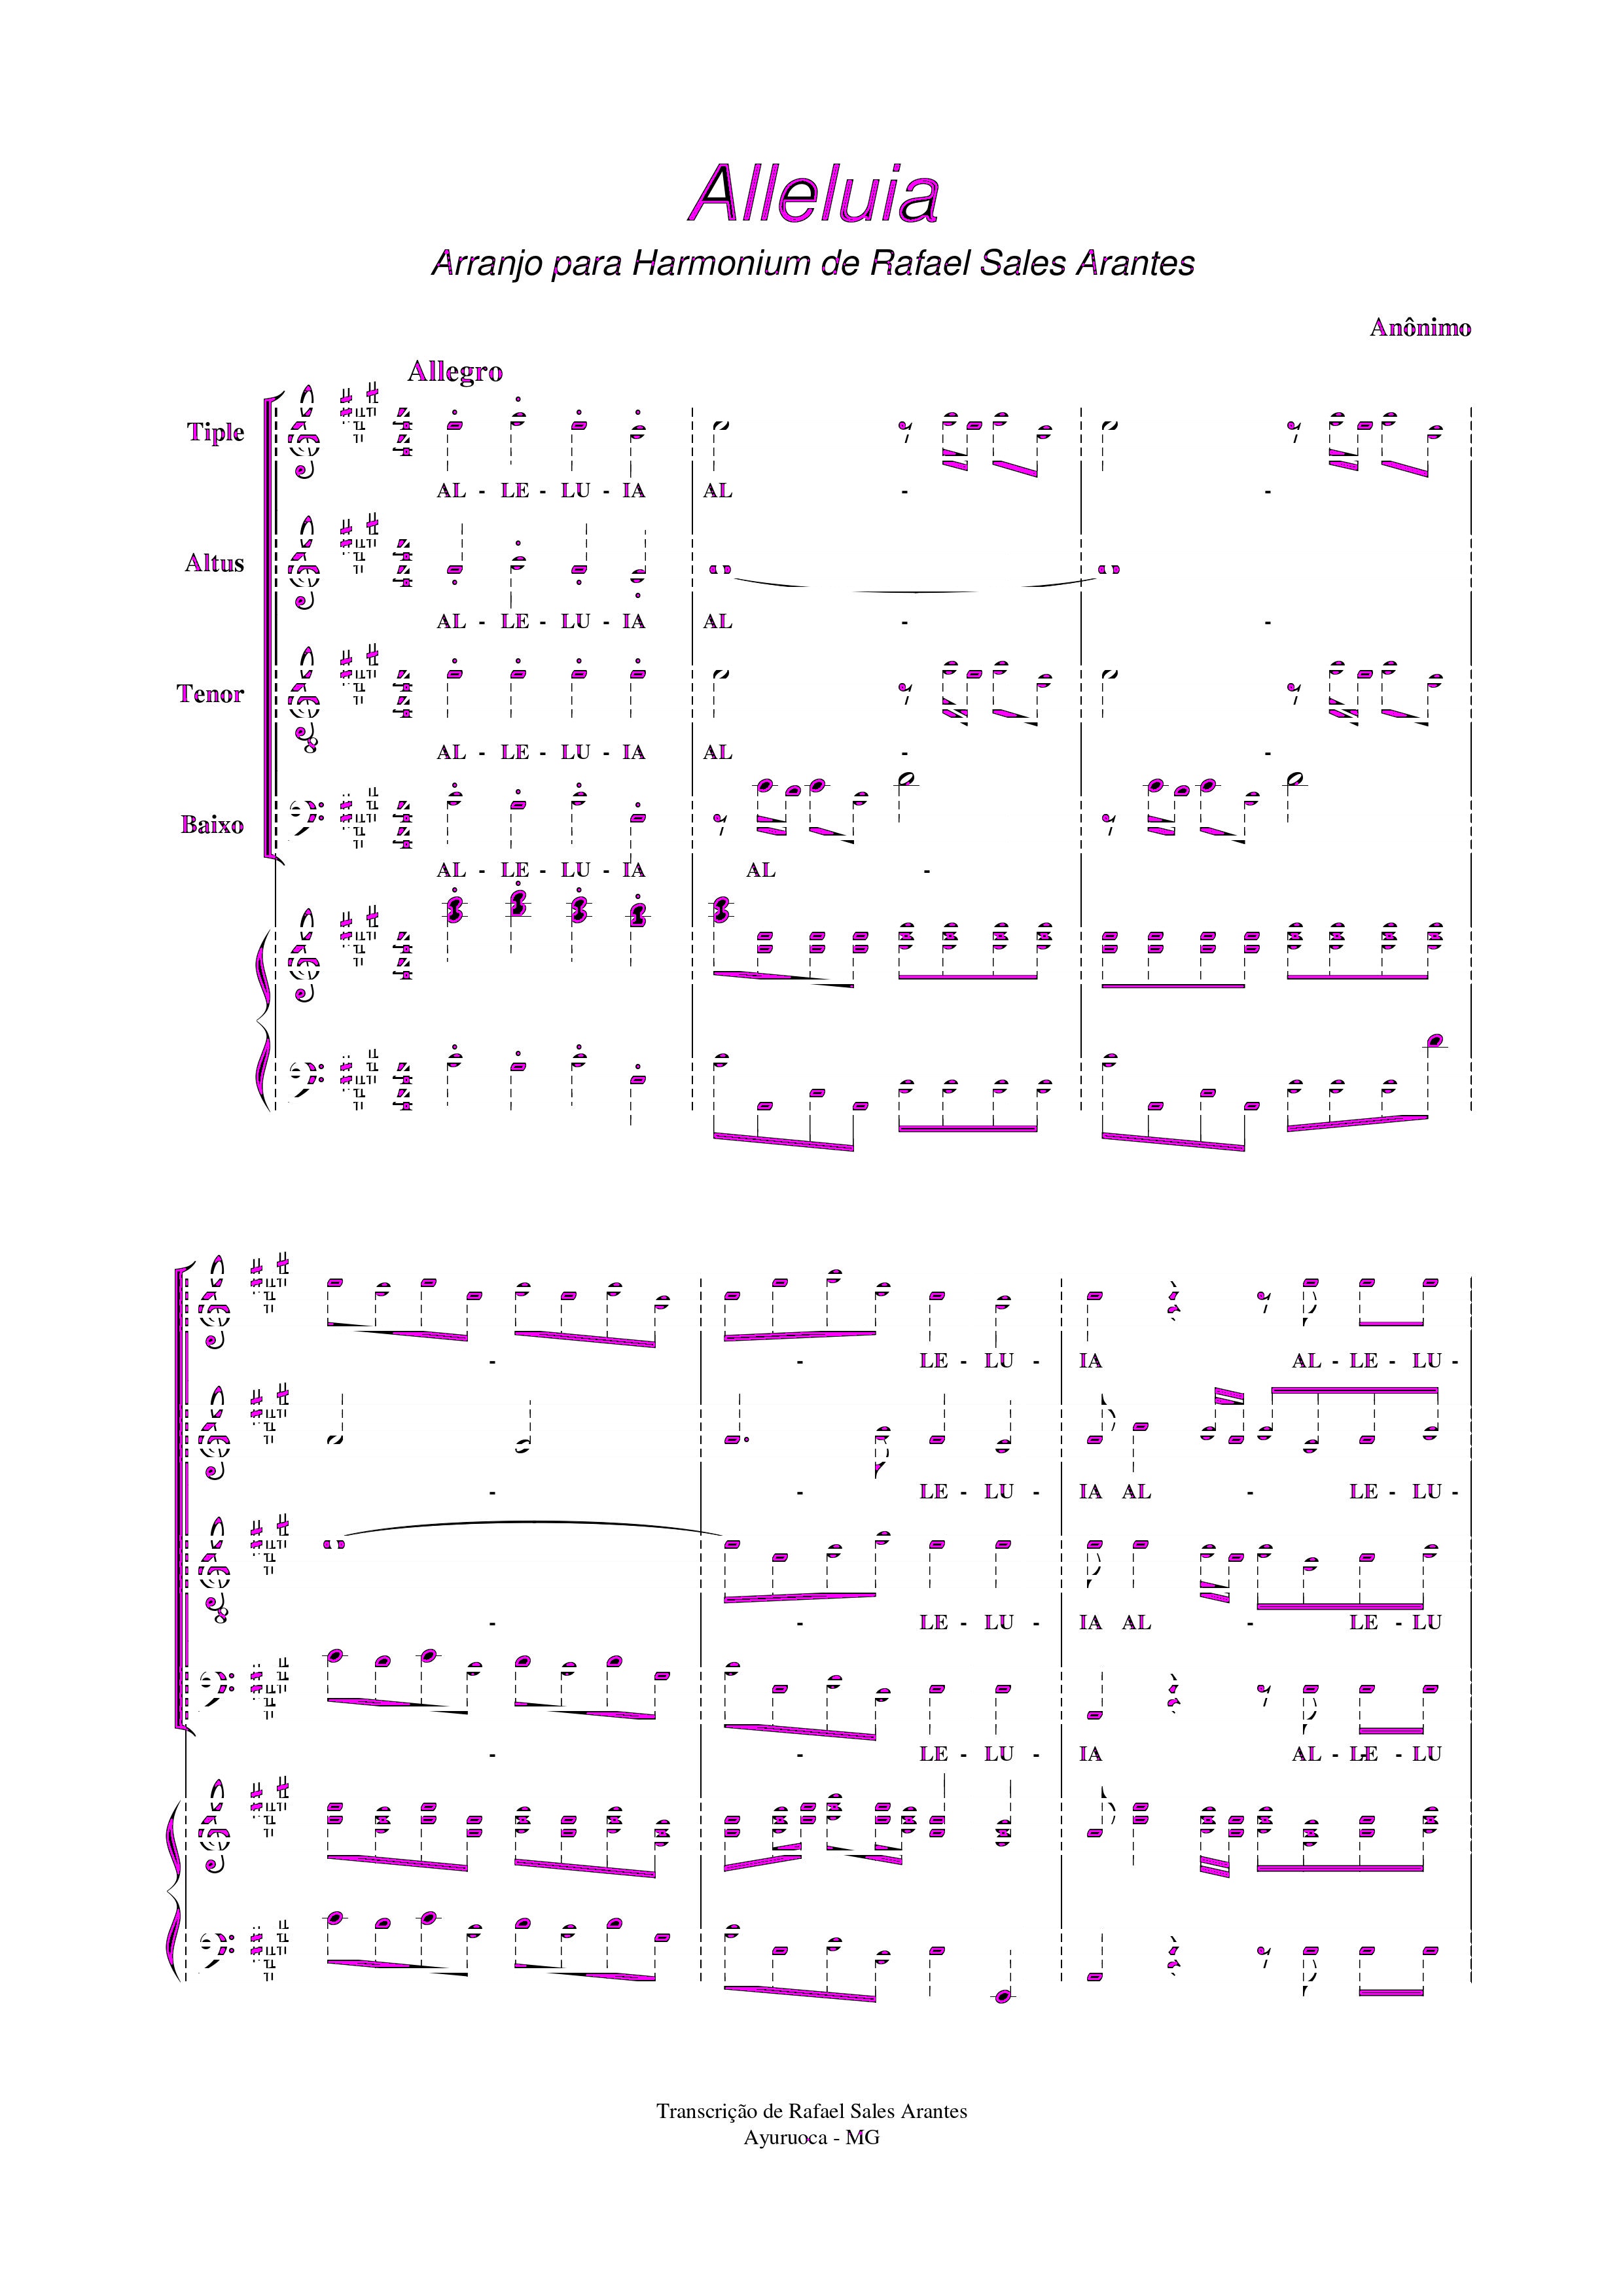 Alleluia
Arranjo para Harmonium de Rafael Sales Arantes
Anônimo
Allegro
Tiple
AL - LE - LU - IA AL - -
Altus
AL - LE - LU - IA AL - -
Tenor
AL - LE - LU - IA AL - -
Baixo
AL - LE - LU - IA AL -
- - LE - LU - IA AL - LE - LU -
- - LE - LU - IA AL - LE - LU -
- - LE - LU - IA AL - LE - LU
- - LE - LU - IA AL - LE - LU
Transcrição de Rafael Sales Arantes
Ayuruoca - MG